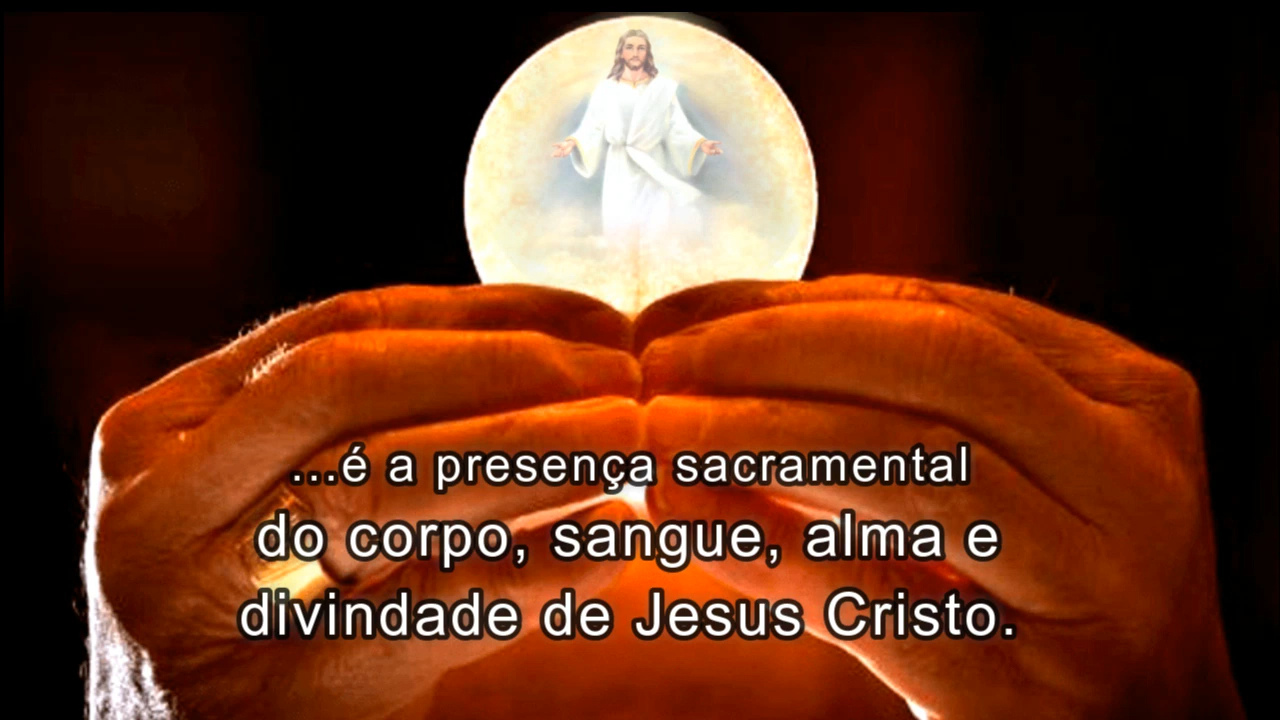 ...é a presença sacramental
do corpo, sangue, alma e
divindade de Jesus Cristo.